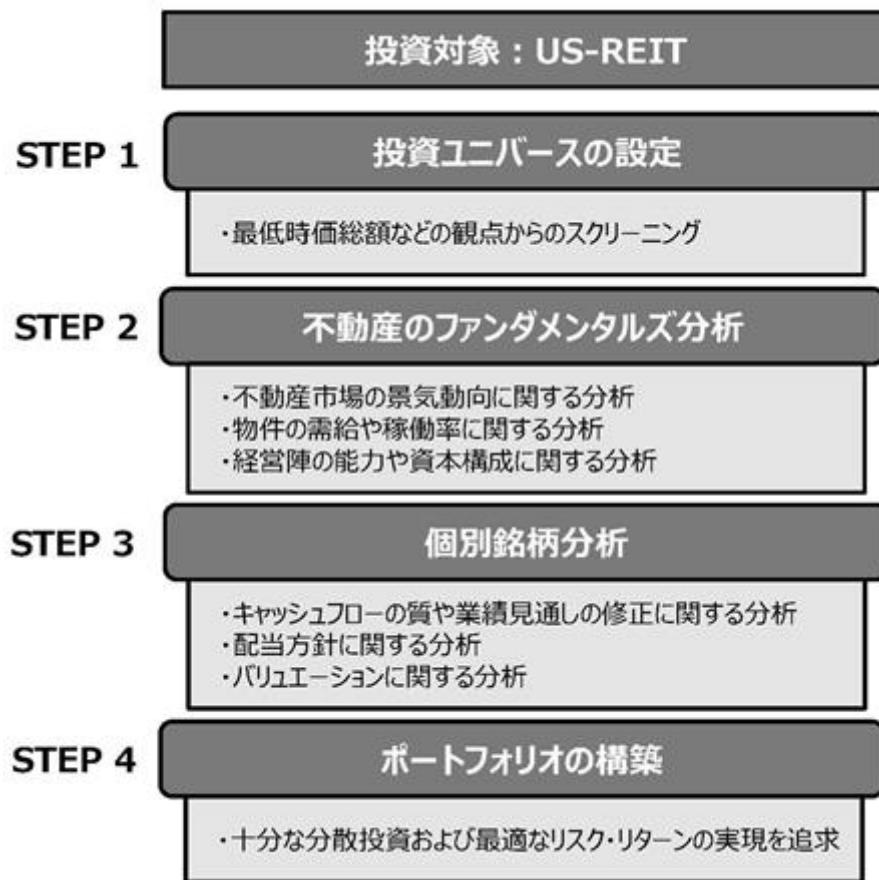 投資対象：US-REIT
STEP 1
投資ユニバースの設定
・最低時価総額などの観点からのスクリーニング
STEP 2
不動産のファンダメンタルズ分析
・不動産市場の景気動向に関する分析
・物件の需給や稼働率に関する分析
・経営陣の能力や資本構成に関する分析
STEP 3
個別銘柄分析
・キャッシュフローの質や業績見通しの修正に関する分析
・配当方針に関する分析
・バリュエーションに関する分析
STEP 4
ポートフォリオの構築
・十分な分散投資および最適なリスク・リターンの実現を追求